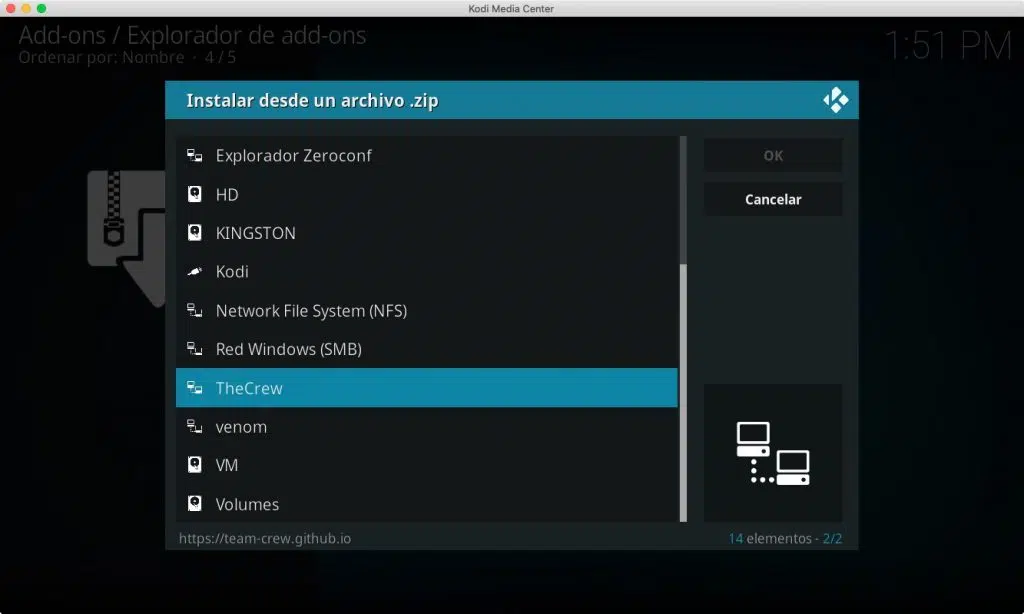 Kodi Media Center
Add-ons / Explorador de add-ons
Ordenar por: Nombre · 4 / 5
1:51 PM
Instalar desde un archivo .zip
Explorador Zeroconf
HD
KINGSTON
Kodi
Network File System (NFS)
Red Windows (SMB)
TheCrew
venom
VM
Volumes
OK
Cancelar
https://team-crew.github.io
14 elementos - 2/2